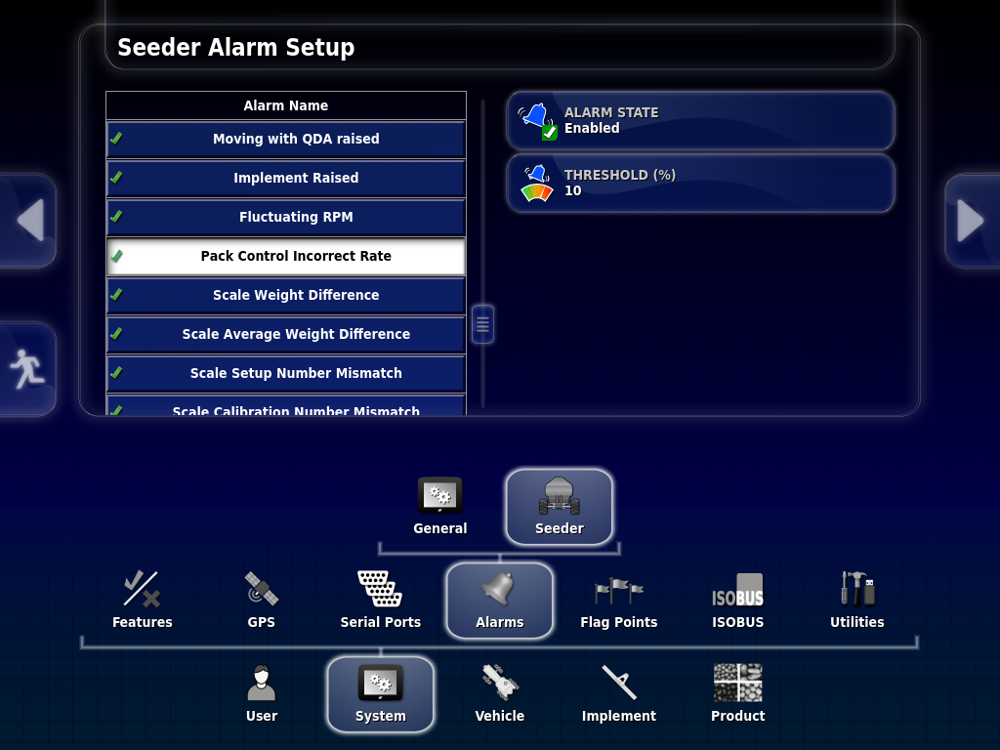 Seeder Alarm Setup
Alarm Name
Moving with QDA raised
Implement Raised
Fluctuating RPM
Pack Control Incorrect Rate
Scale Weight Difference
Scale Average Weight Difference
Scale Setup Number Mismatch
Scale Calibration Number Mismatch
ALARM STATE
Enabled
THRESHOLD (%)
10
General
Seeder
Features
GPS
Serial Ports
Alarms
Flag Points
ISOBUS
ISOBUS
Utilities
User
System
Vehicle
Implement
Product